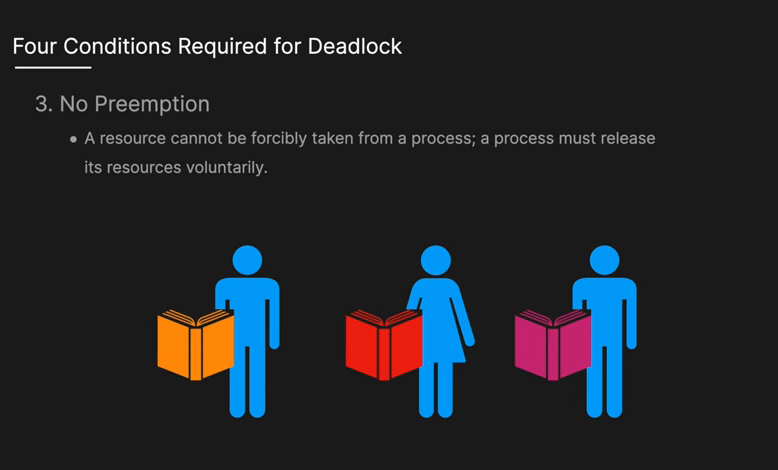 Four Conditions Required for Deadlock
3. No Preemption
• A resource cannot be forcibly taken from a process; a process must release
its resources voluntarily.